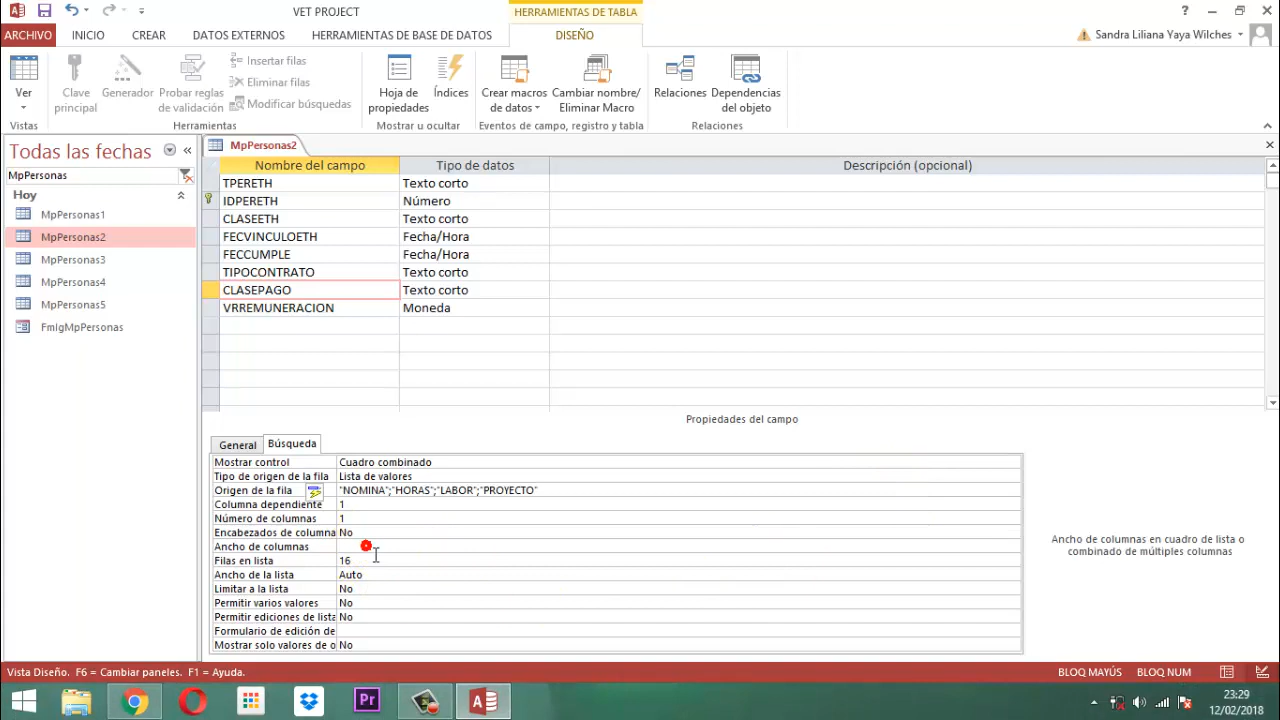 VET PROJECT
HERRAMIENTAS DE TABLA
ARCHIVO INICIO CREAR DATOS EXTERNOS HERRAMIENTAS DE BASE DE DATOS DISEÑO
Sandra Liliana Yaya Wilches
Ver
Clave principal
Generador
Probar reglas de validación
Insertar filas
Eliminar filas
Modificar búsquedas
Hoja de propiedades
Índices
Crear macros de datos
Cambiar nombre/ Eliminar Macro
Relaciones
Dependencias del objeto
Vistas Herramientas Mostrar u ocultar Eventos de campo, registro y tabla Relaciones
Todas las fechas
MpPersonas
Hoy
MpPersonas1
MpPersonas2
MpPersonas3
MpPersonas4
MpPersonas5
FmIgMpPersonas
MpPersonas2
Nombre del campo Tipo de datos Descripción (opcional)
TPERETH Texto corto
IDPERETH Número
CLASEETH Texto corto
FECVINCULOETH Fecha/Hora
FECCUMPLE Fecha/Hora
TIPOCONTRATO Texto corto
CLASEPAGO Texto corto
VRREMUNERACION Moneda
Propiedades del campo
General Búsqueda
Mostrar control Cuadro combinado
Tipo de origen de la fila Lista de valores
Origen de la fila "NOMINA";"HORAS";"LABOR";"PROYECTO"
Columna dependiente 1
Número de columnas 1
Encabezados de columna No
Ancho de columnas
Filas en lista 16
Ancho de la lista Auto
Limitar a la lista No
Permitir varios valores No
Permitir ediciones de lista No
Formulario de edición de
Mostrar solo valores de o No
Ancho de columnas en cuadro de lista o
combinado de múltiples columnas
Vista Diseño. F6 = Cambiar paneles. F1 = Ayuda. BLOQ MAYÚS BLOQ NUM
Pr
23:29
12/02/2018